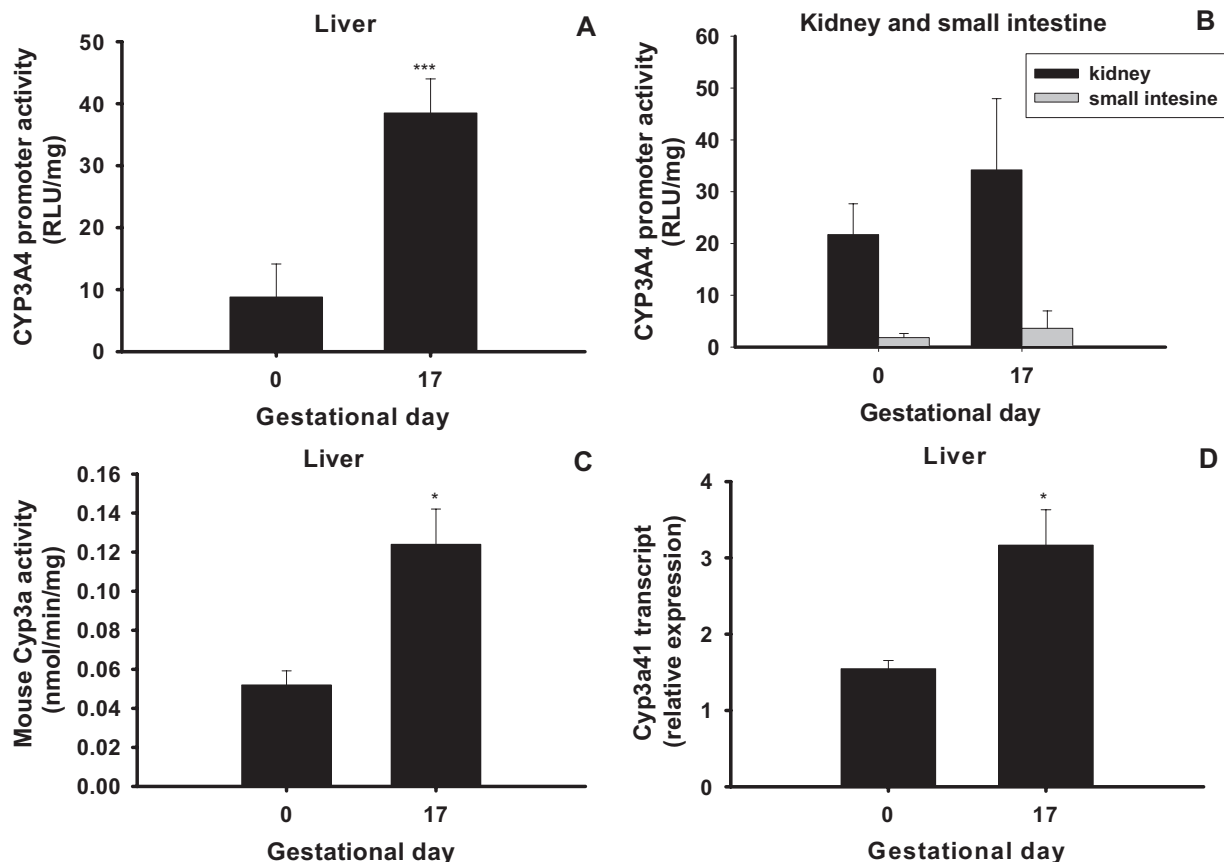 Liver
A
CYP3A4 promoter activity
(RLU/mg)
50
40
30
20
10
0
***
0
17
Gestational day
Kidney and small intestine
B
CYP3A4 promoter activity
(RLU/mg)
60
50
40
30
20
10
0
kidney
small intesine
0
17
Gestational day
Liver
C
Mouse Cyp3a activity
(nmol/min/mg)
0.16
0.14
0.12
0.10
0.08
0.06
0.04
0.02
0.00
*
0
17
Gestational day
Liver
D
Cyp3a41 transcript
(relative expression)
4
3
2
1
0
*
0
17
Gestational day